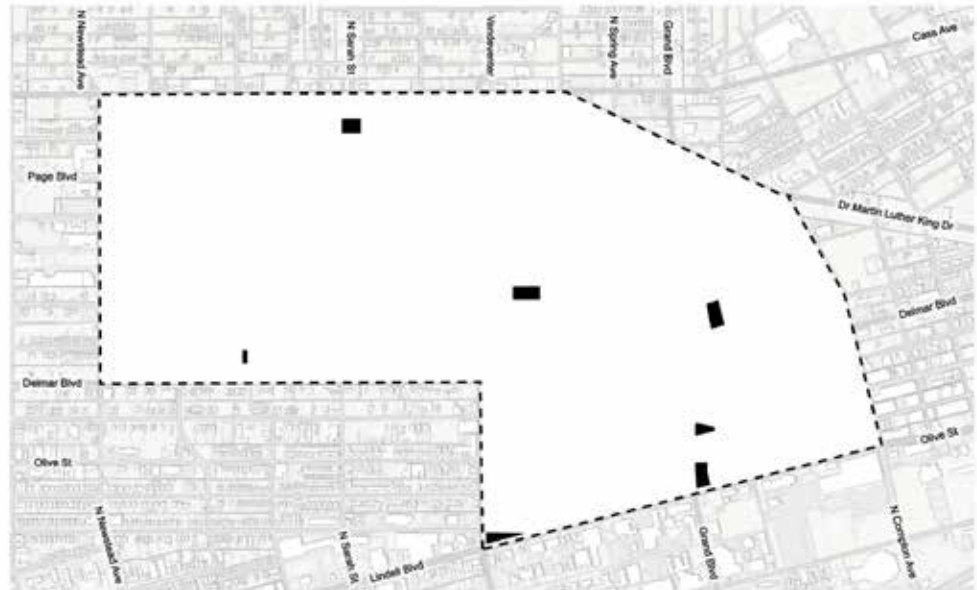 N Newstead Ave
N Sarah St
Vandeventer
N Spring Ave
Grand Blvd
Cass Ave
Page Blvd
Dr Martin Luther King Dr
Delmar Blvd
Delmar Blvd
Olive St
Olive St
N Newstead Ave
N Sarah St
Lindell Blvd
Grand Blvd
N Compton Ave